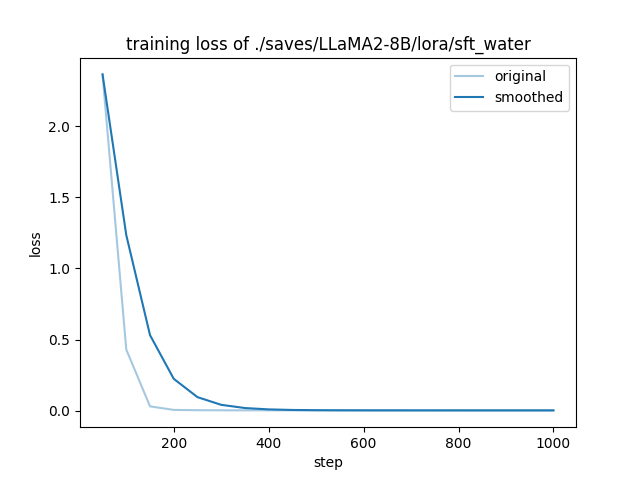 training loss of ./saves/LLaMA2-8B/lora/sft_water
original
smoothed
loss
2.0
1.5
1.0
0.5
0.0
200 400 600 800 1000
step